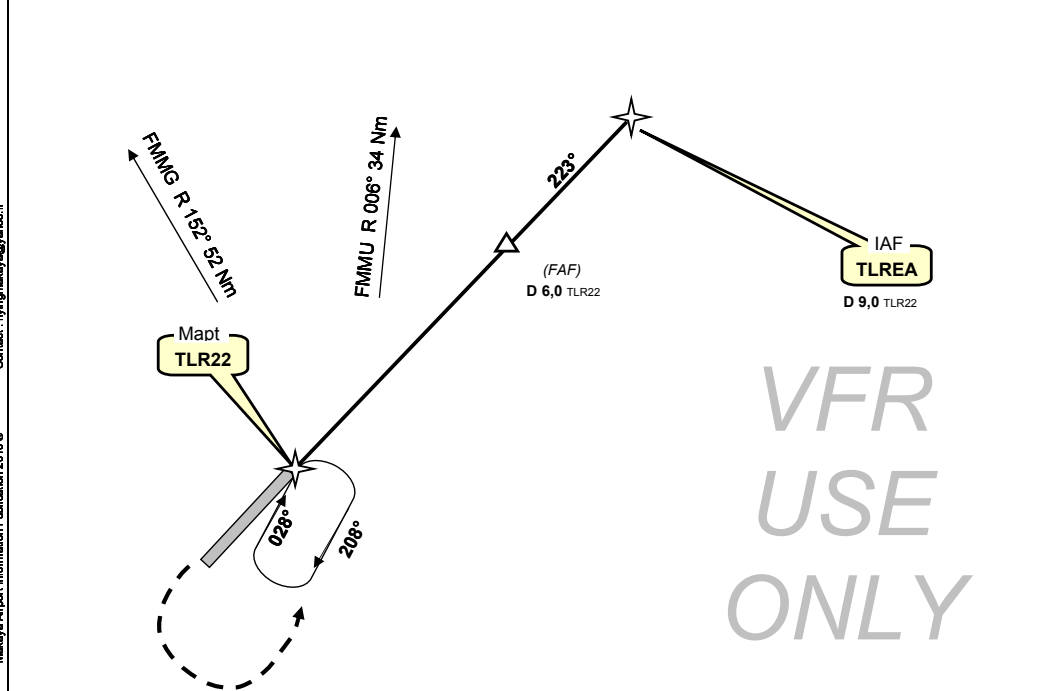 FMMG R 152° 52 Nm
FMMU R 006° 34 Nm
223°
IAF
TLREA
D 9,0 TLR22
(FAF)
D 6,0 TLR22
Mapt
TLR22
028°
208°
VFR
USE
ONLY